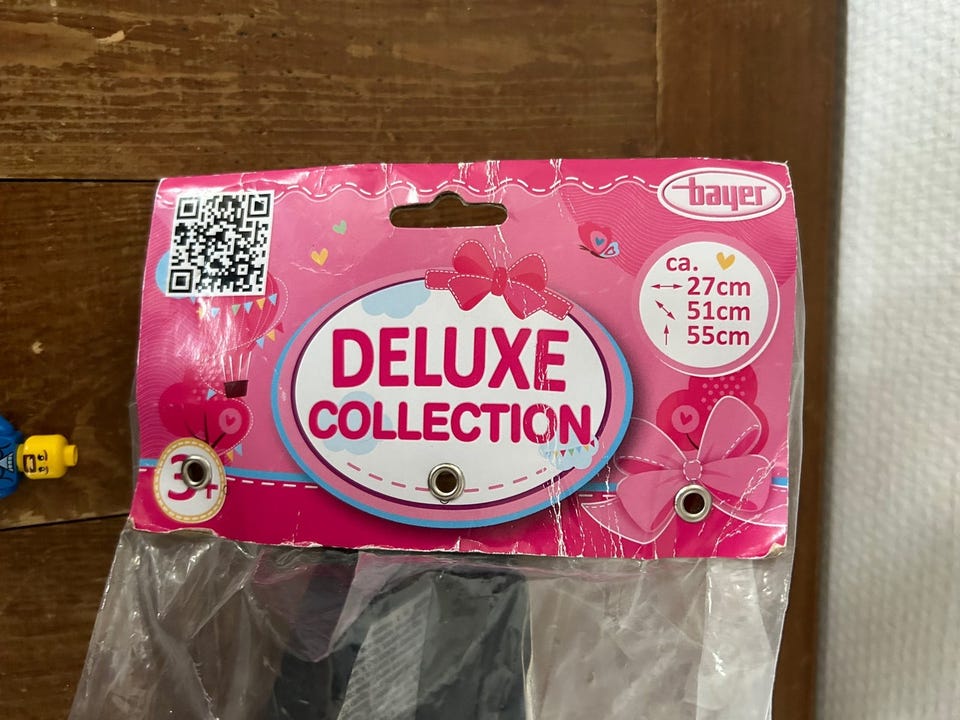 bayer
ca.
27cm
51cm
55cm
DELUXE
COLLECTION
3+